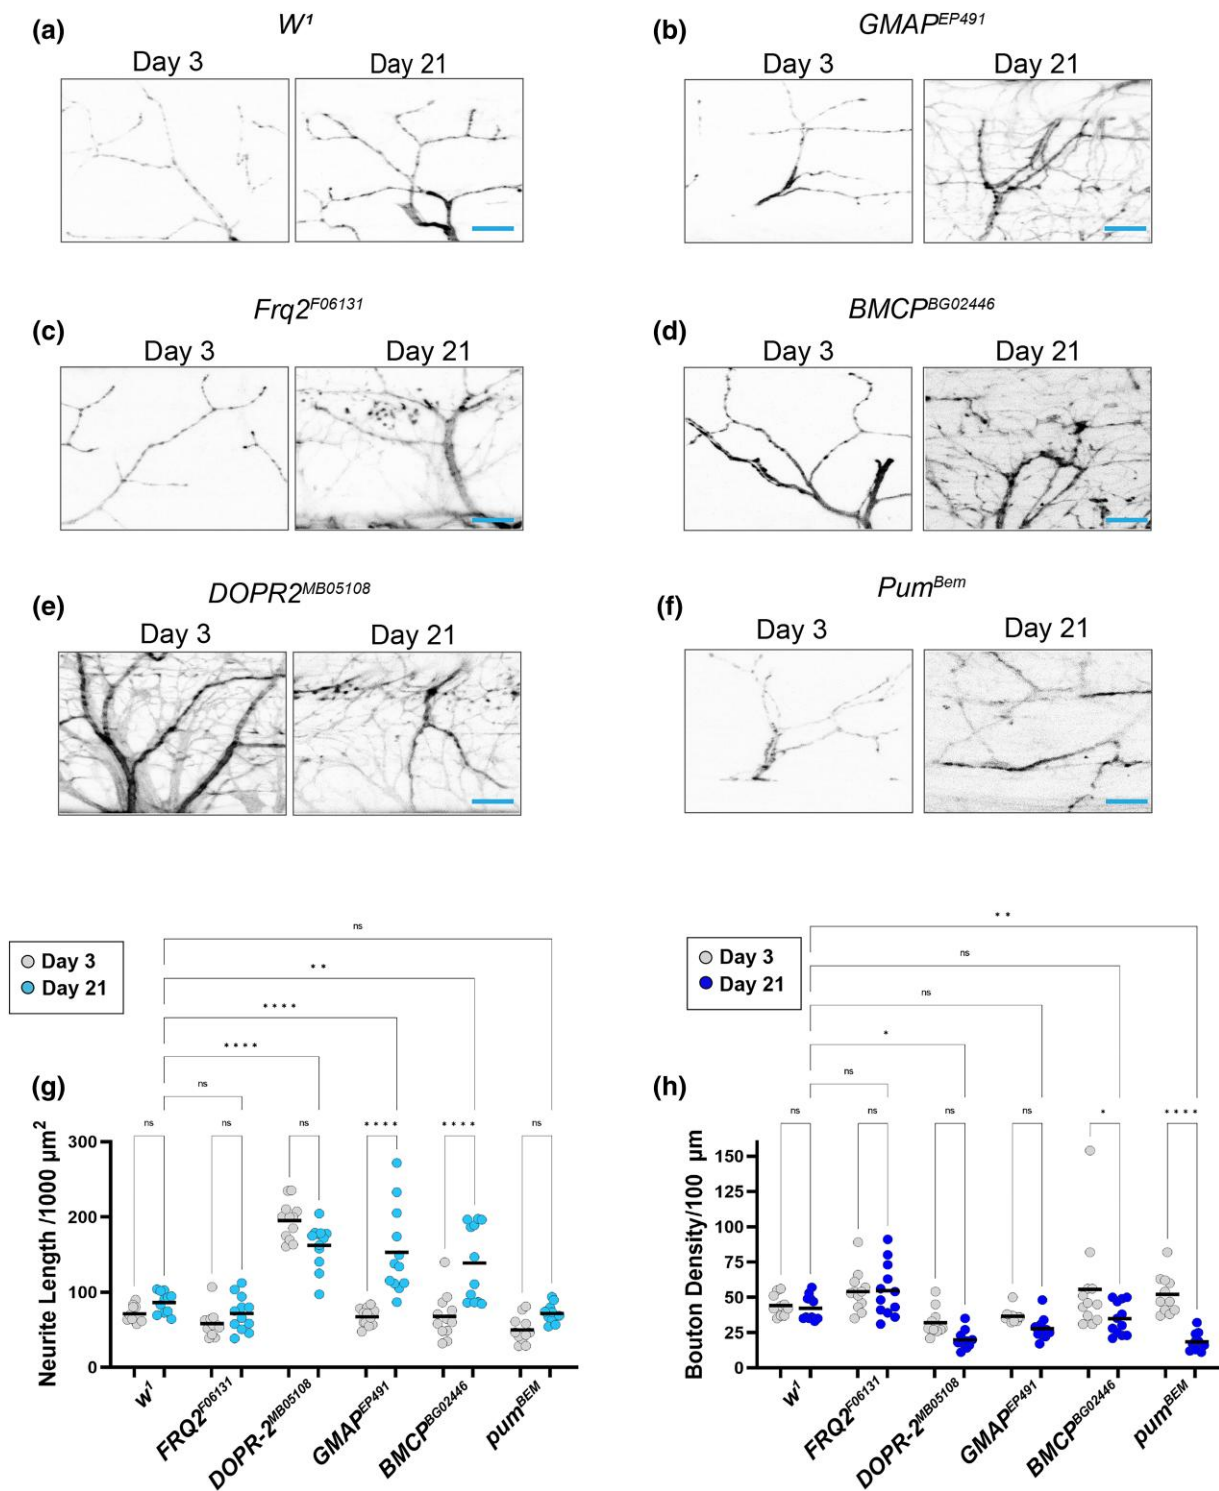 (a) W¹
Day 3 Day 21
(b) GMAP^EP491
Day 3 Day 21
(c) Frq2^F06131
Day 3 Day 21
(d) BMCP^BG02446
Day 3 Day 21
(e) DOPR2^MB05108
Day 3 Day 21
(f) Pum^Bem
Day 3 Day 21
Day 3
Day 21
ns
* *
* * * *
* * * *
ns
(g)
ns ns ns * * * * * * * * ns
Neurite Length /1000 µm²
300
200
100
0
w¹ FRQ2^F06131 DOPR-2^MB05108 GMAP^EP491 BMCP^BG02446 pum^BEM
Day 3
Day 21
* *
ns
ns
*
ns
(h)
ns ns ns ns * * * * *
Bouton Density/100 µm
150
100
75
50
25
0
w¹ FRQ2^F06131 DOPR-2^MB05108 GMAP^EP491 BMCP^BG02446 pum^BEM